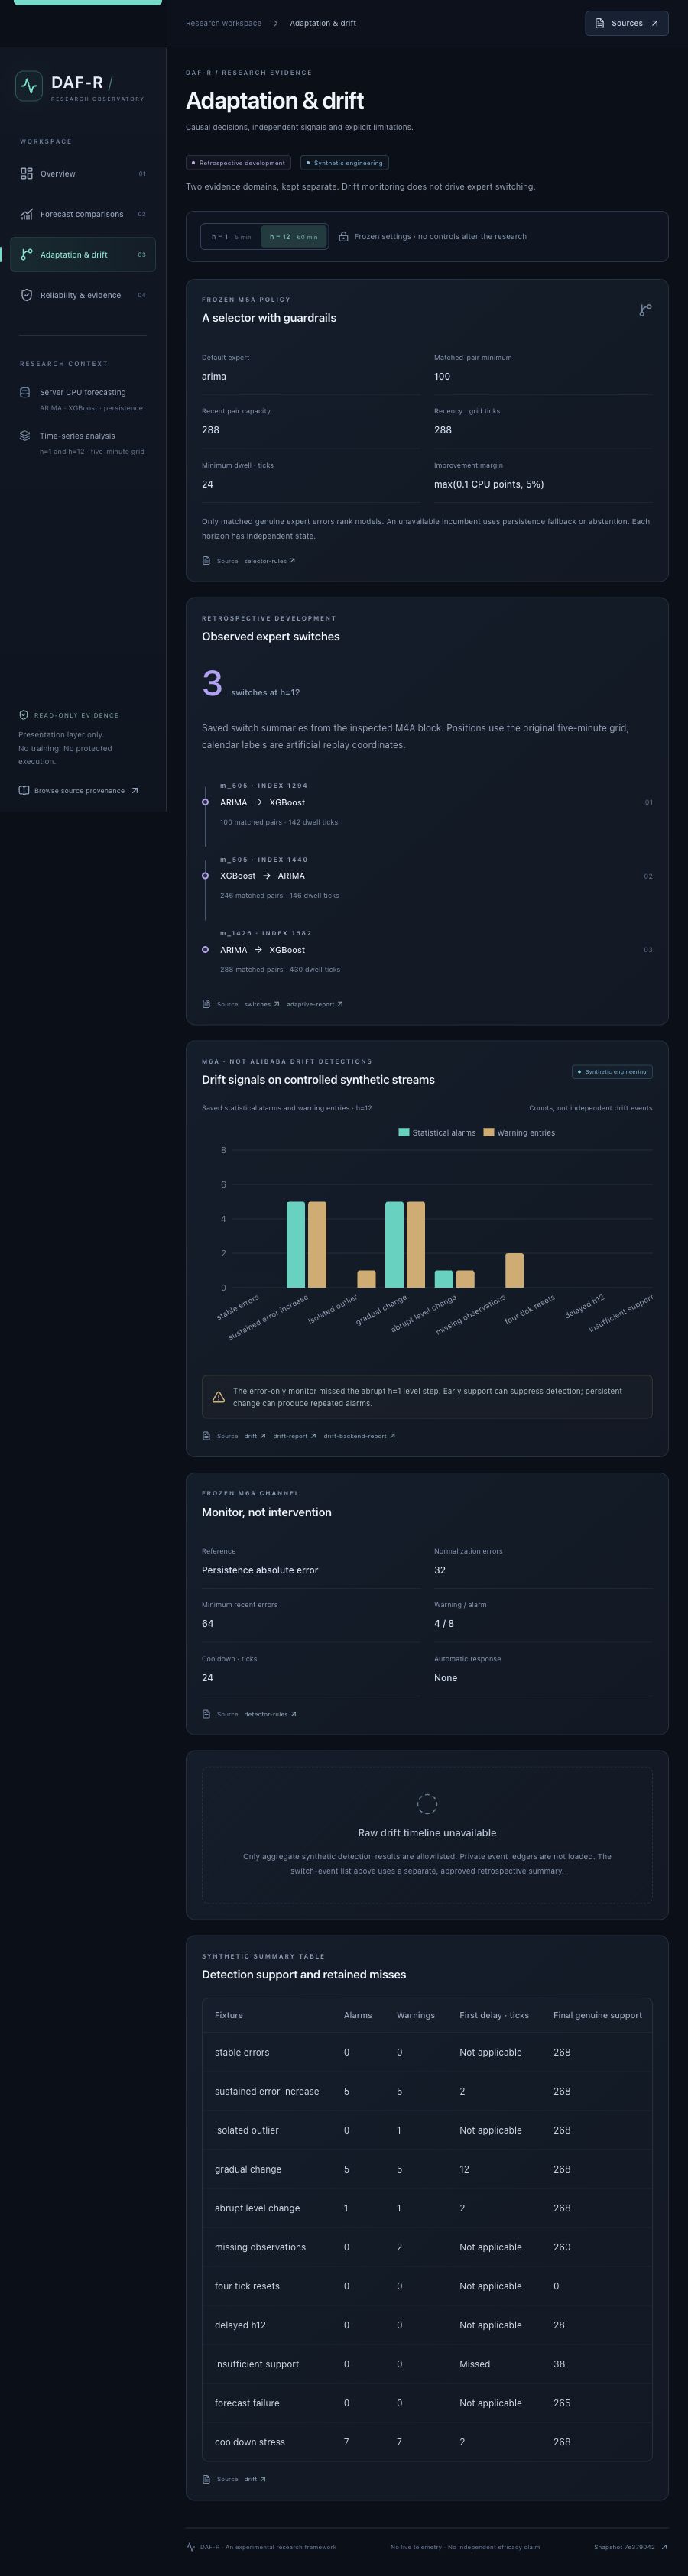 Research workspace > Adaptation & drift
Sources
DAF-R /
RESEARCH OBSERVATORY
WORKSPACE
Overview 01
Forecast comparisons 02
Adaptation & drift 03
Reliability & evidence 04
RESEARCH CONTEXT
Server CPU forecasting
ARIMA · XGBoost · persistence
Time-series analysis
h=1 and h=12 · five-minute grid
READ-ONLY EVIDENCE
Presentation layer only.
No training. No protected
execution.
Browse source provenance
DAF-R / RESEARCH EVIDENCE
Adaptation & drift
Causal decisions, independent signals and explicit limitations.
Retrospective development
Synthetic engineering
Two evidence domains, kept separate. Drift monitoring does not drive expert switching.
h = 1 5 min
h = 12 60 min
Frozen settings · no controls alter the research
FROZEN M5A POLICY
A selector with guardrails
Default expert
arima
Matched-pair minimum
100
Recent pair capacity
288
Recency · grid ticks
288
Minimum dwell · ticks
24
Improvement margin
max(0.1 CPU points, 5%)
Only matched genuine expert errors rank models. An unavailable incumbent uses persistence fallback or abstention. Each
horizon has independent state.
Source selector-rules
RETROSPECTIVE DEVELOPMENT
Observed expert switches
3 switches at h=12
Saved switch summaries from the inspected M4A block. Positions use the original five-minute grid;
calendar labels are artificial replay coordinates.
m_505 · INDEX 1294
ARIMA → XGBoost 01
100 matched pairs · 142 dwell ticks
m_505 · INDEX 1440
XGBoost → ARIMA 02
246 matched pairs · 146 dwell ticks
m_1426 · INDEX 1582
ARIMA → XGBoost 03
288 matched pairs · 430 dwell ticks
Source switches adaptive-report
M6A · NOT ALIBABA DRIFT DETECTIONS
Drift signals on controlled synthetic streams
Synthetic engineering
Saved statistical alarms and warning entries · h=12
Counts, not independent drift events
Statistical alarms Warning entries
8
6
4
2
0
stable errors
sustained error increase
isolated outlier
gradual change
abrupt level change
missing observations
four tick resets
delayed h12
insufficient support
The error-only monitor missed the abrupt h=1 level step. Early support can suppress detection; persistent
change can produce repeated alarms.
Source drift drift-report drift-backend-report
FROZEN M6A CHANNEL
Monitor, not intervention
Reference
Persistence absolute error
Normalization errors
32
Minimum recent errors
64
Warning / alarm
4 / 8
Cooldown · ticks
24
Automatic response
None
Source detector-rules
Raw drift timeline unavailable
Only aggregate synthetic detection results are allowlisted. Private event ledgers are not loaded. The
switch-event list above uses a separate, approved retrospective summary.
SYNTHETIC SUMMARY TABLE
Detection support and retained misses
Fixture Alarms Warnings First delay · ticks Final genuine support
stable errors 0 0 Not applicable 268
sustained error increase 5 5 2 268
isolated outlier 0 1 Not applicable 268
gradual change 5 5 12 268
abrupt level change 1 1 2 268
missing observations 0 2 Not applicable 260
four tick resets 0 0 Not applicable 0
delayed h12 0 0 Not applicable 28
insufficient support 0 0 Missed 38
forecast failure 0 0 Not applicable 265
cooldown stress 7 7 2 268
Source drift
DAF-R · An experimental research framework
No live telemetry · No independent efficacy claim
Snapshot 7e379042